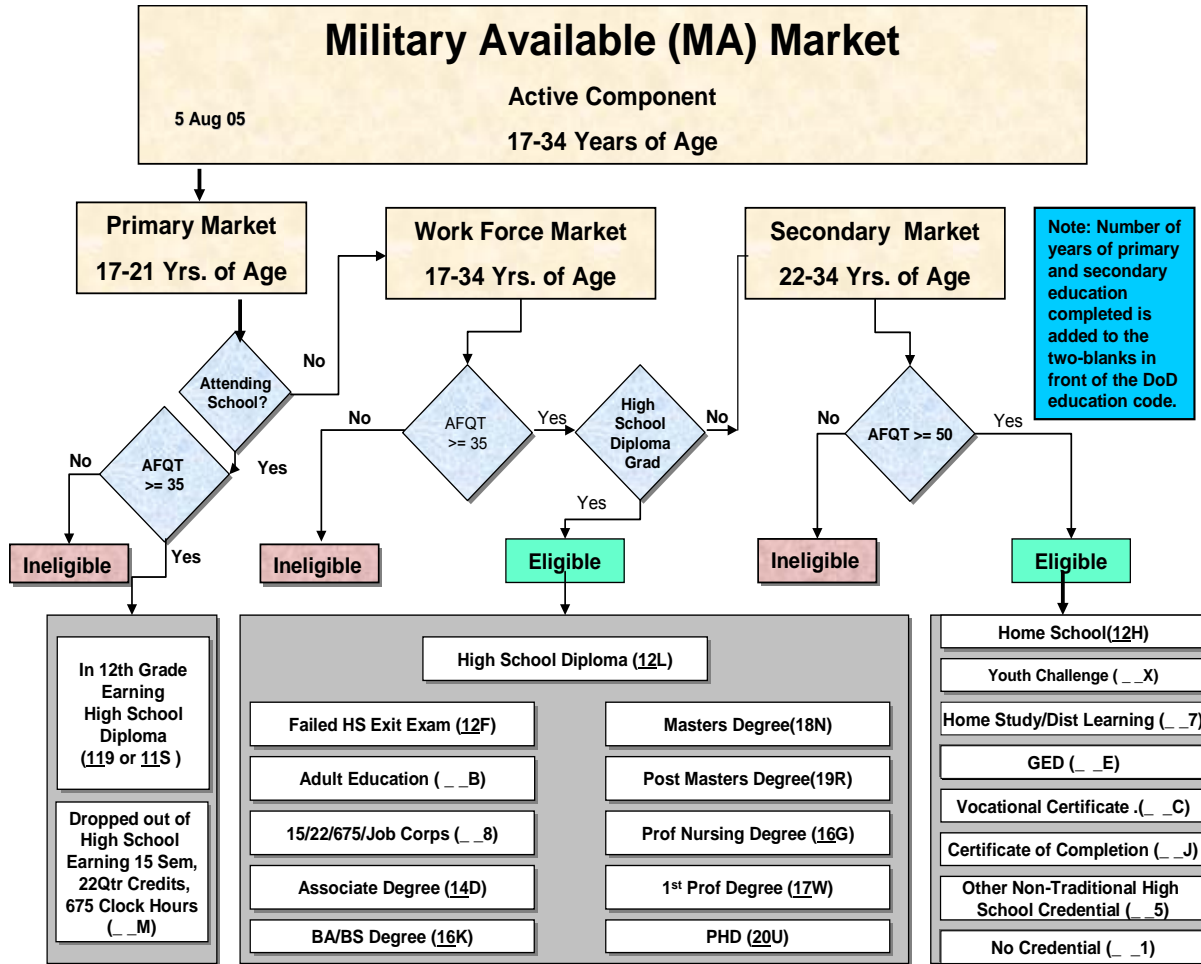 Military Available (MA) Market
Active Component
5 Aug 05
17-34 Years of Age
Primary Market
17-21 Yrs. of Age
Work Force Market
17-34 Yrs. of Age
Secondary Market
22-34 Yrs. of Age
Note: Number of
years of primary
and secondary
education
completed is
added to the
two-blanks in
front of the DoD
education code.
Attending
School?
No
Yes
AFQT
>= 35
No
Yes
Ineligible
AFQT
>= 35
No
Yes
Ineligible
High
School
Diploma
Grad
No
Yes
Eligible
AFQT >= 50
No
Yes
Ineligible
Eligible
In 12th Grade
Earning
High School
Diploma
(119 or 11S )
Dropped out of
High School
Earning 15 Sem,
22Qtr Credits,
675 Clock Hours
(_ _M)
High School Diploma (12L)
Failed HS Exit Exam (12F)
Adult Education ( _ _B)
15/22/675/Job Corps (_ _8)
Associate Degree (14D)
BA/BS Degree (16K)
Masters Degree(18N)
Post Masters Degree(19R)
Prof Nursing Degree (16G)
1st Prof Degree (17W)
PHD (20U)
Home School(12H)
Youth Challenge ( _ _X)
Home Study/Dist Learning (_ _7)
GED (_ _E)
Vocational Certificate .(_ _C)
Certificate of Completion (_ _J)
Other Non-Traditional High
School Credential (_ _5)
No Credential (_ _1)